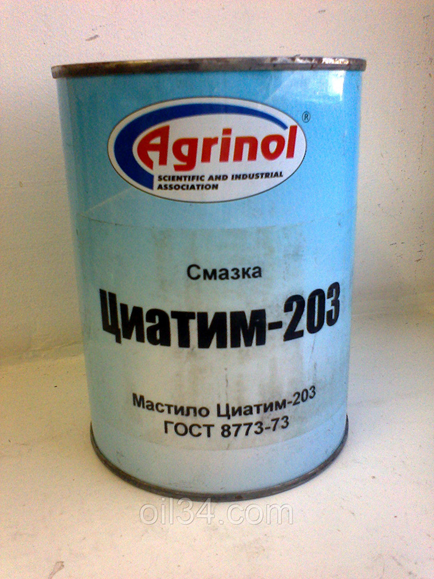 Agrinol ®
SCIENTIFIC AND INDUSTRIAL
ASSOCIATION
Смазка
Циатим-203
Мастило Циатим-203
ГОСТ 8773-73
oil34.com